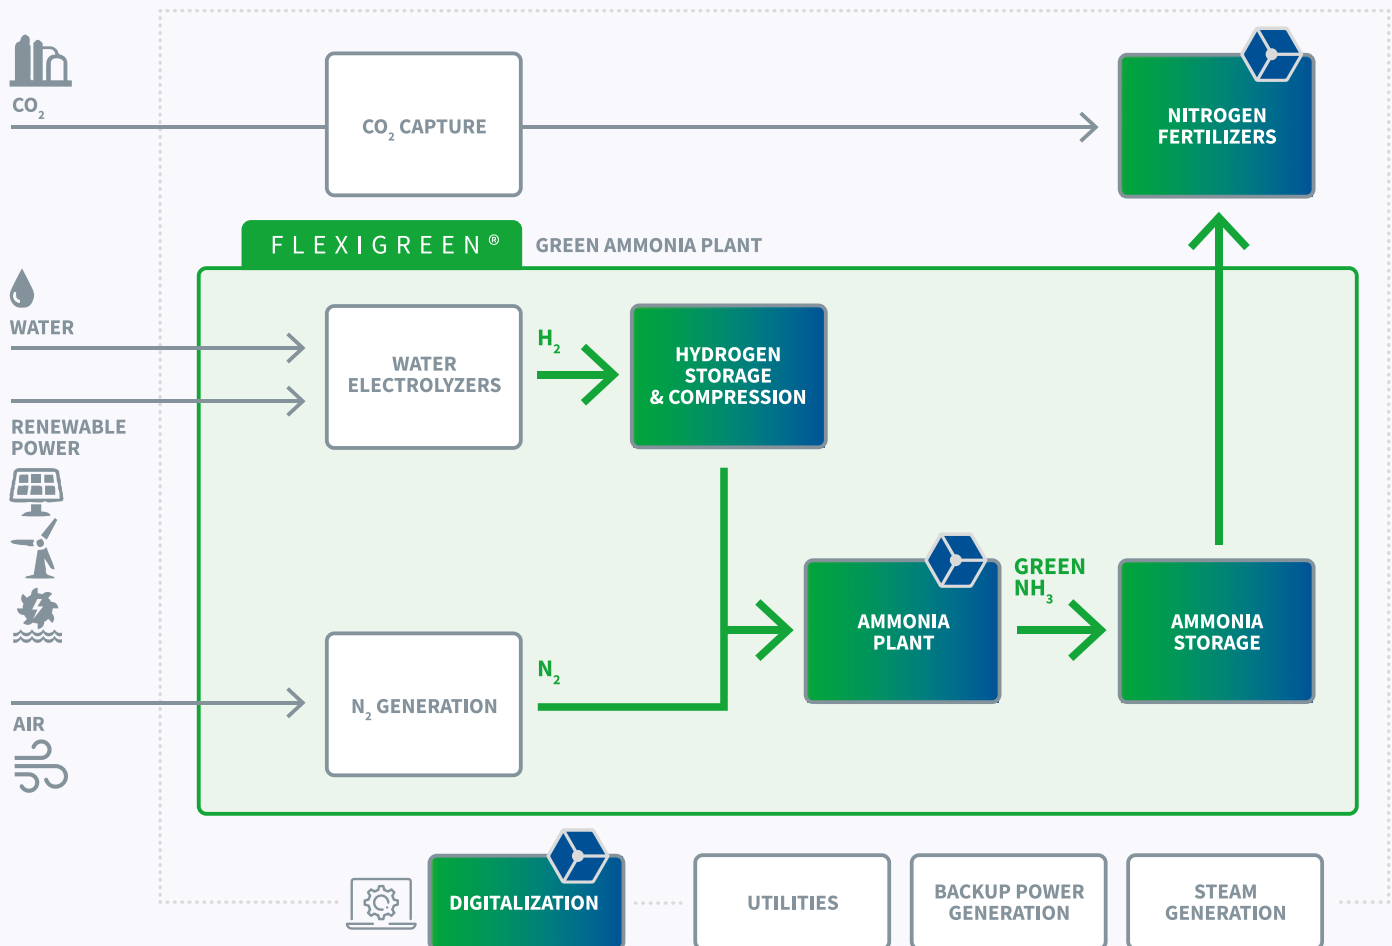 CO₂
CO₂ CAPTURE
NITROGEN
FERTILIZERS
FLEXIGREEN®
GREEN AMMONIA PLANT
WATER
RENEWABLE
POWER
WATER
ELECTROLYZERS
H₂
HYDROGEN
STORAGE
& COMPRESSION
AMMONIA
PLANT
GREEN
NH₃
AMMONIA
STORAGE
AIR
N₂ GENERATION
N₂
DIGITALIZATION
UTILITIES
BACKUP POWER
GENERATION
STEAM
GENERATION